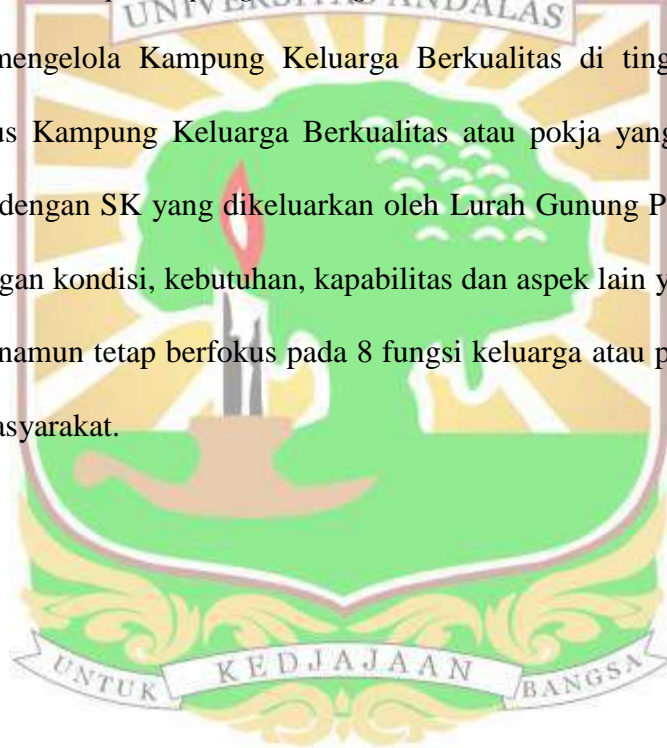 UNIVERSITAS ANDALAS
mengelola Kampung Keluarga Berkualitas di ting
us Kampung Keluarga Berkualitas atau pokja yang
dengan SK yang dikeluarkan oleh Lurah Gunung P
gan kondisi, kebutuhan, kapabilitas dan aspek lain y
namun tetap berfokus pada 8 fungsi keluarga atau p
asyarakat.
UNTUK KEDJAJAAN BANGSA